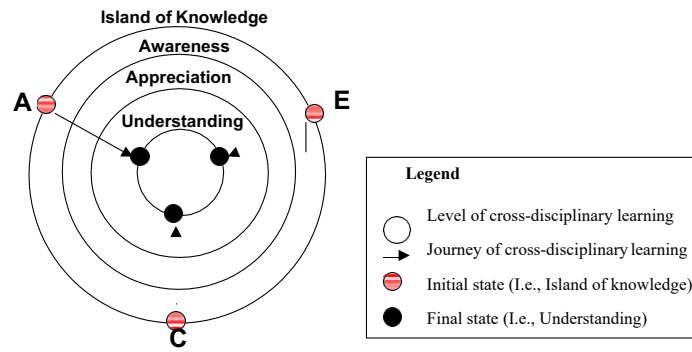 Island of Knowledge
Awareness
Appreciation
A
E
Understanding
C
Legend
Level of cross-disciplinary learning
Journey of cross-disciplinary learning
Initial state (I.e., Island of knowledge)
Final state (I.e., Understanding)